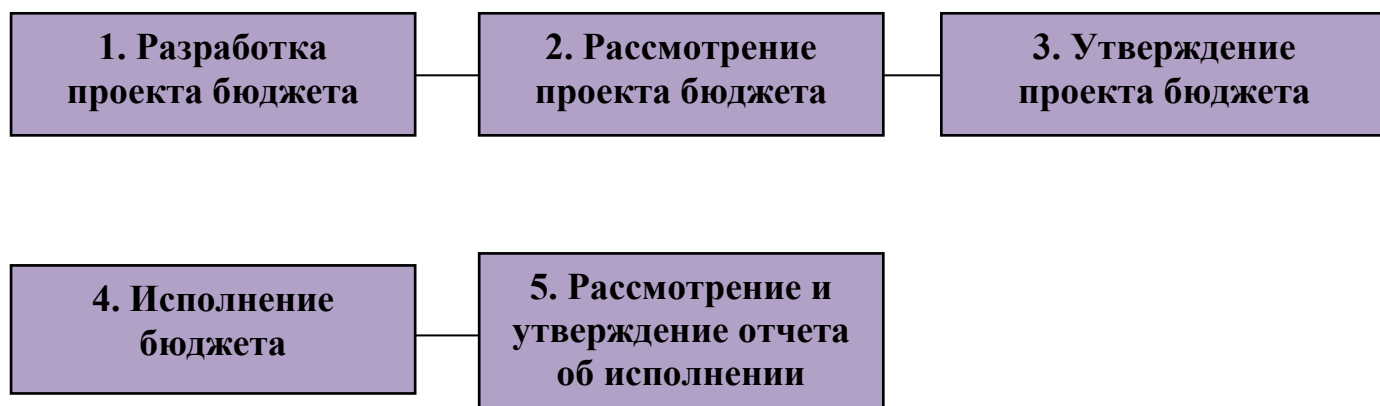 1. Разработка
проекта бюджета
2. Рассмотрение
проекта бюджета
3. Утверждение
проекта бюджета
4. Исполнение
бюджета
5. Рассмотрение и
утверждение отчета
об исполнении